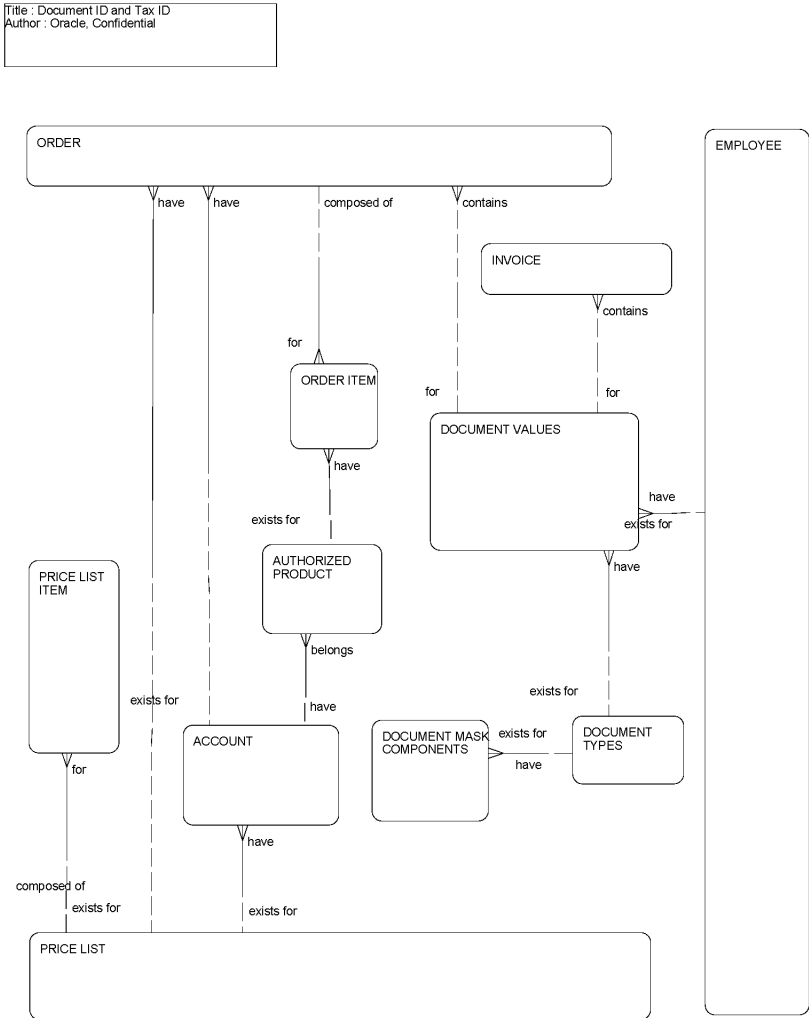 Title : Document ID and Tax ID
Author : Oracle, Confidential
ORDER
EMPLOYEE
have
have
composed of
contains
INVOICE
contains
for
ORDER ITEM
for
for
DOCUMENT VALUES
have
have
exists for
exists for
AUTHORIZED
PRODUCT
have
PRICE LIST
ITEM
belongs
exists for
exists for
have
ACCOUNT
DOCUMENT MASK
COMPONENTS
exists for
have
DOCUMENT
TYPES
for
have
composed of
exists for
exists for
PRICE LIST